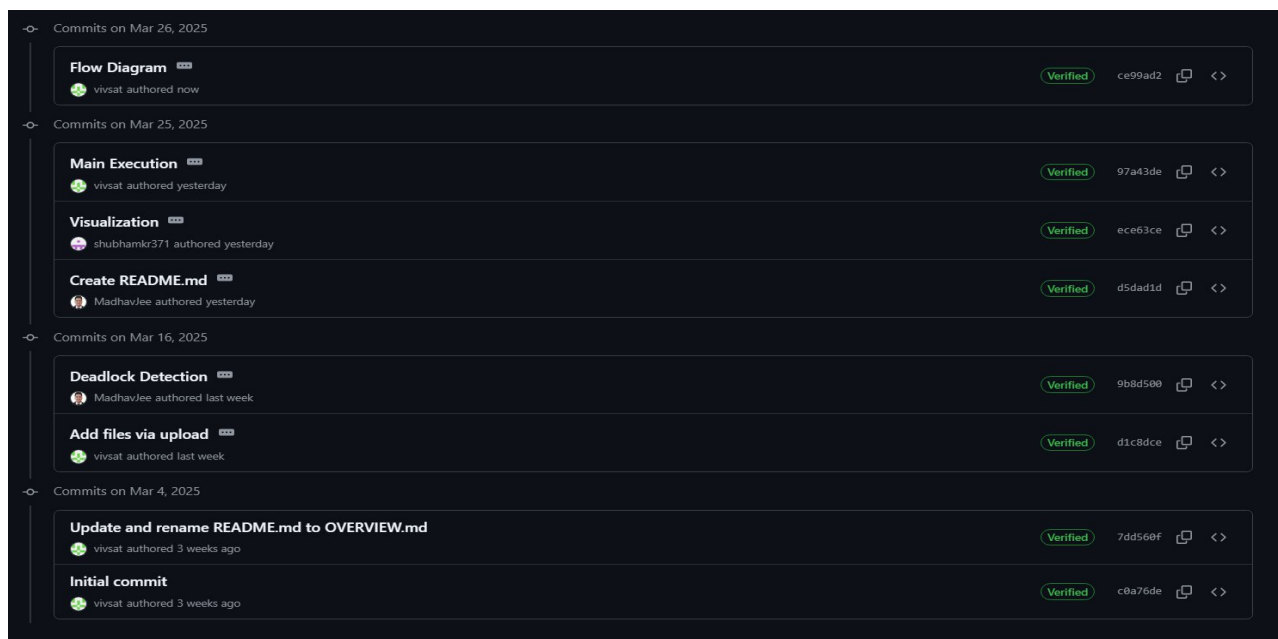 Commits on Mar 26, 2025
Flow Diagram
Verified ce99ad2
vivsat authored now
Commits on Mar 25, 2025
Main Execution
Verified 97a43de
vivsat authored yesterday
Visualization
Verified ece63ce
shubhamkr371 authored yesterday
Create README.md
Verified d5dad1d
MadhavJee authored yesterday
Commits on Mar 16, 2025
Deadlock Detection
Verified 9b8d500
MadhavJee authored last week
Add files via upload
Verified d1c8dce
vivsat authored last week
Commits on Mar 4, 2025
Update and rename README.md to OVERVIEW.md
Verified 7dd560f
vivsat authored 3 weeks ago
Initial commit
Verified c0a76de
vivsat authored 3 weeks ago